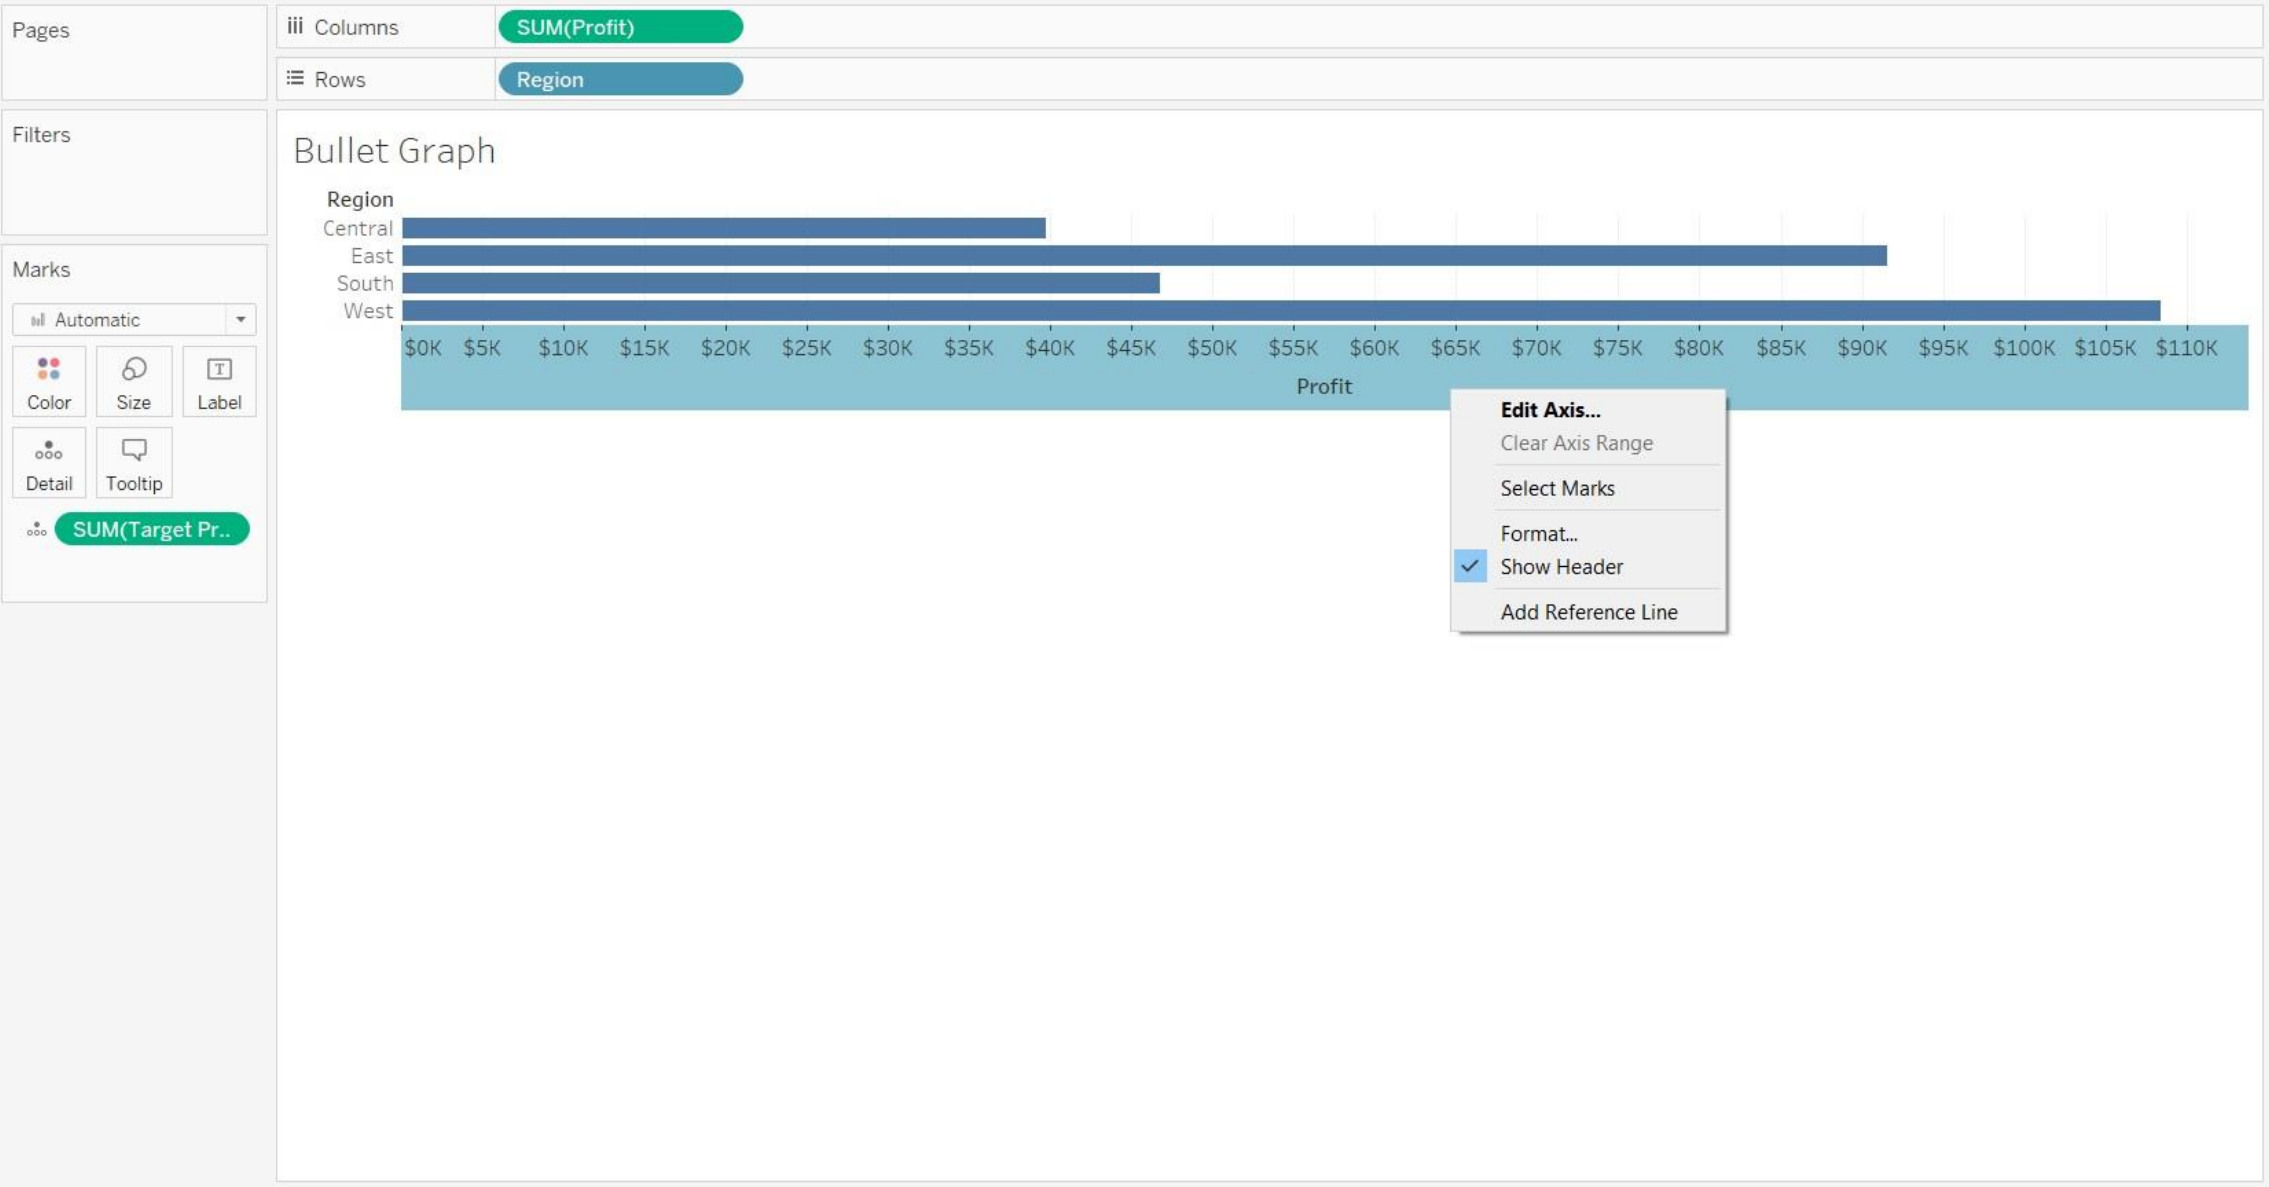 Pages
iii Columns
SUM(Profit)
Rows
Region
Filters
Marks
Automatic
Color
Size
Label
Detail
Tooltip
SUM(Target Pr..
Bullet Graph
Region
Central
East
South
West
$0K $5K $10K $15K $20K $25K $30K $35K $40K $45K $50K $55K $60K $65K $70K $75K $80K $85K $90K $95K $100K $105K $110K
Profit
Edit Axis...
Clear Axis Range
Select Marks
Format...
Show Header
Add Reference Line